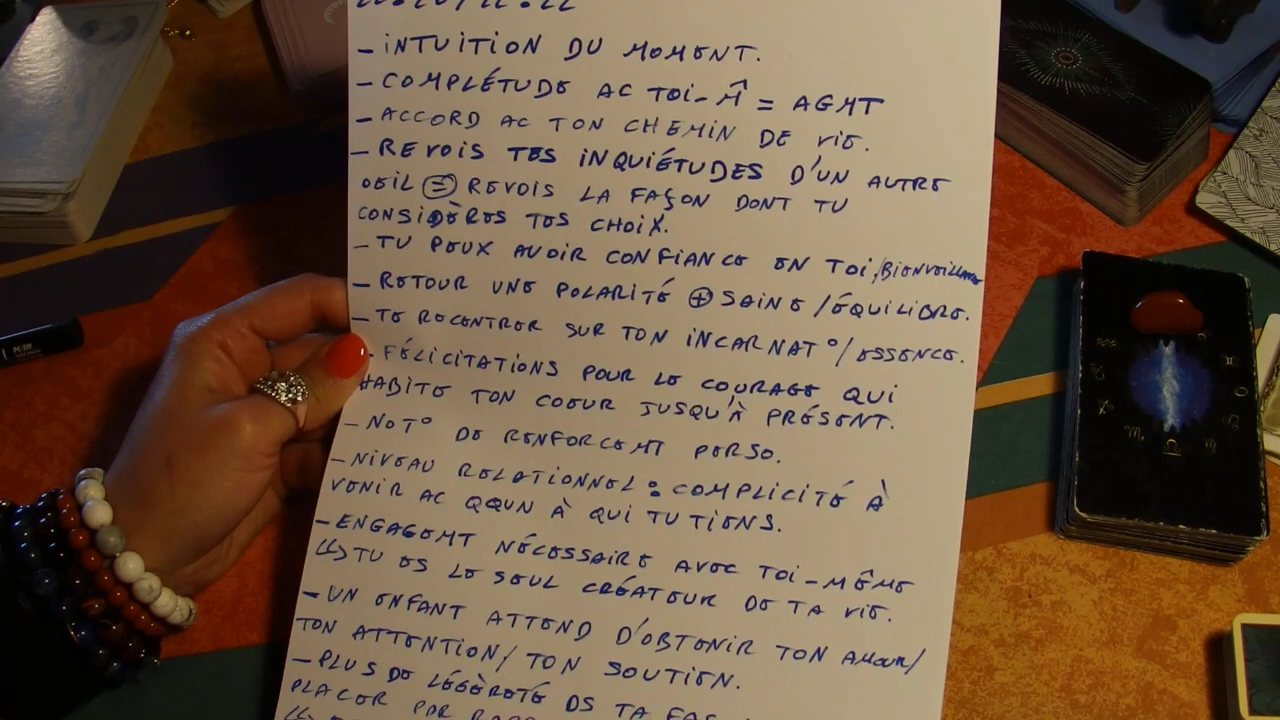 - INTUITION DU MOMENT.
- COMPLÉTUDE AC TOI-M̂ = AGMT
- ACCORD AC TON CHEMIN DE VIE.
- REVOIS TES INQUIÉTUDES D'UN AUTRE
OEIL = REVOIS LA FAÇON DONT TU
CONSIDÈRES TES CHOIX.
- TU PEUX AVOIR CONFIANCE EN TOI/BIENVEILLANCE
- RETOUR UNE POLARITÉ ⊕ SAINE/ÉQUILIBRE.
- TE RECENTRER SUR TON INCARNAT°/ESSENCE.
- FÉLICITATIONS POUR LE COURAGE QUI
HABITE TON COEUR JUSQU'À PRÉSENT.
- NOT° DE RENFORCEMT PERSO.
- NIVEAU RELATIONNEL : COMPLICITÉ À
VENIR AC QQUN À QUI TU TIENS.
- ENGAGEMT NÉCESSAIRE AVEC TOI-MÊME
↳ TU ES LE SEUL CRÉATEUR DE TA VIE.
- UN ENFANT ATTEND D'OBTENIR TON AMOUR/
TON ATTENTION/TON SOUTIEN.
- PLUS DE LÉGÈRETÉ DS TA
PLACER PAR